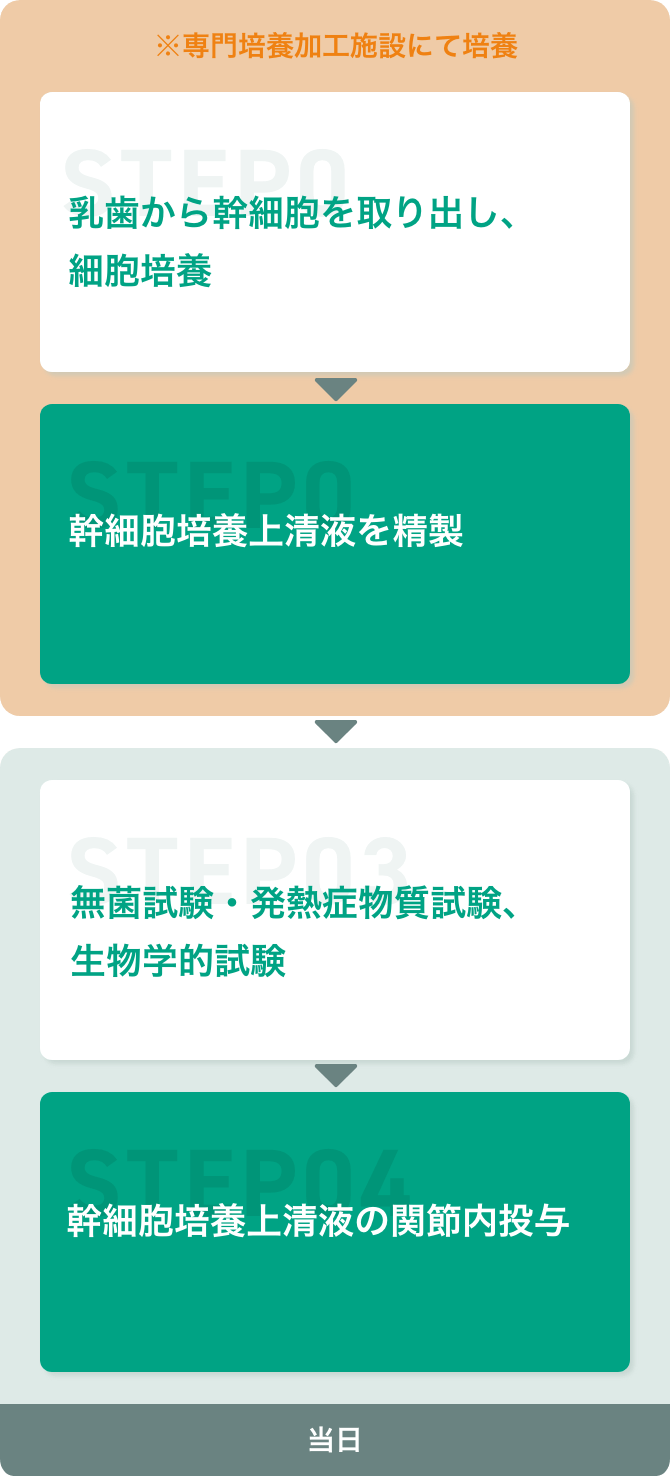 ※専門培養加工施設にて培養
STEP0
乳歯から幹細胞を取り出し、
細胞培養
STEP0
幹細胞培養上清液を精製
STEP03
無菌試験・発熱症物質試験、
生物学的試験
STEP04
幹細胞培養上清液の関節内投与
当日